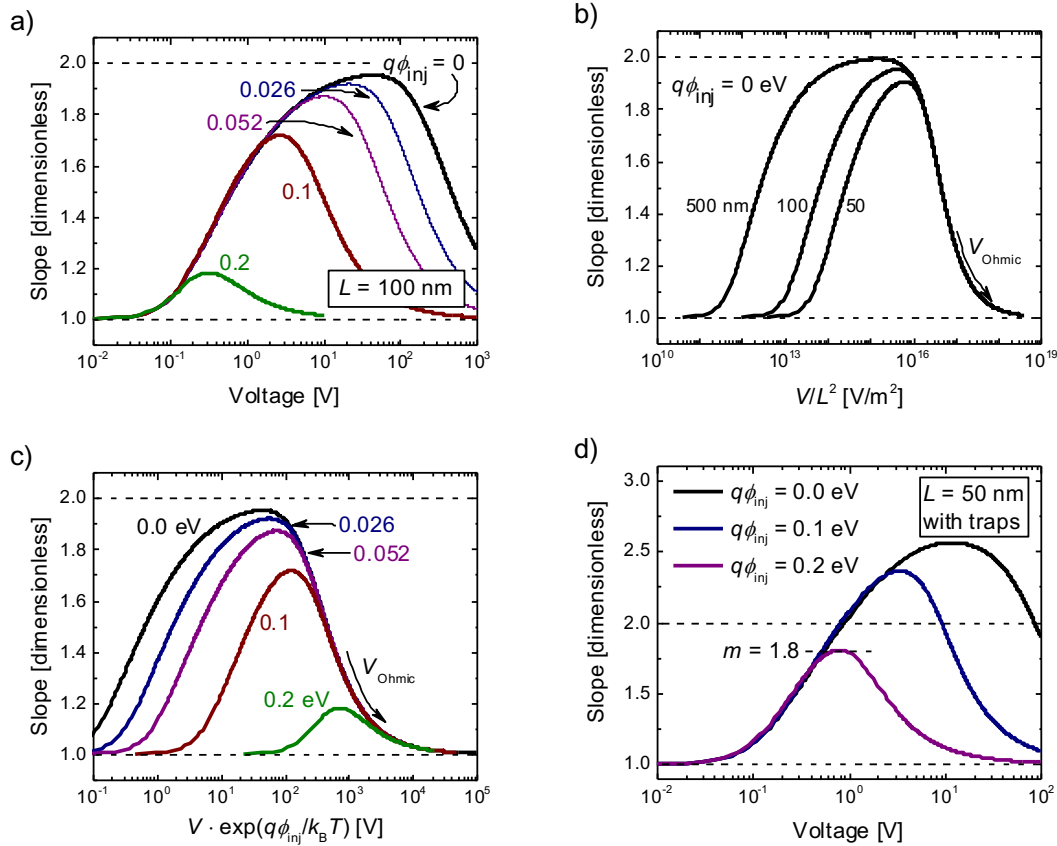 a)
Slope [dimensionless]
2.0
1.8
1.6
1.4
1.2
1.0
qϕinj = 0
0.026
0.052
0.1
0.2
L = 100 nm
10⁻² 10⁻¹ 10⁰ 10¹ 10² 10³
Voltage [V]
b)
Slope [dimensionless]
2.0
1.8
1.6
1.4
1.2
1.0
qϕinj = 0 eV
500 nm 100 50
VOhmic
10¹⁰ 10¹³ 10¹⁶ 10¹⁹
V/L² [V/m²]
c)
Slope [dimensionless]
2.0
1.8
1.6
1.4
1.2
1.0
0.0 eV
0.026
0.052
0.1
0.2 eV
VOhmic
10⁻¹ 10⁰ 10¹ 10² 10³ 10⁴ 10⁵
V · exp(qϕinj/kBT) [V]
d)
Slope [dimensionless]
3.0
2.5
2.0
1.5
1.0
qϕinj = 0.0 eV
qϕinj = 0.1 eV
qϕinj = 0.2 eV
L = 50 nm
with traps
m = 1.8
10⁻² 10⁻¹ 10⁰ 10¹ 10²
Voltage [V]